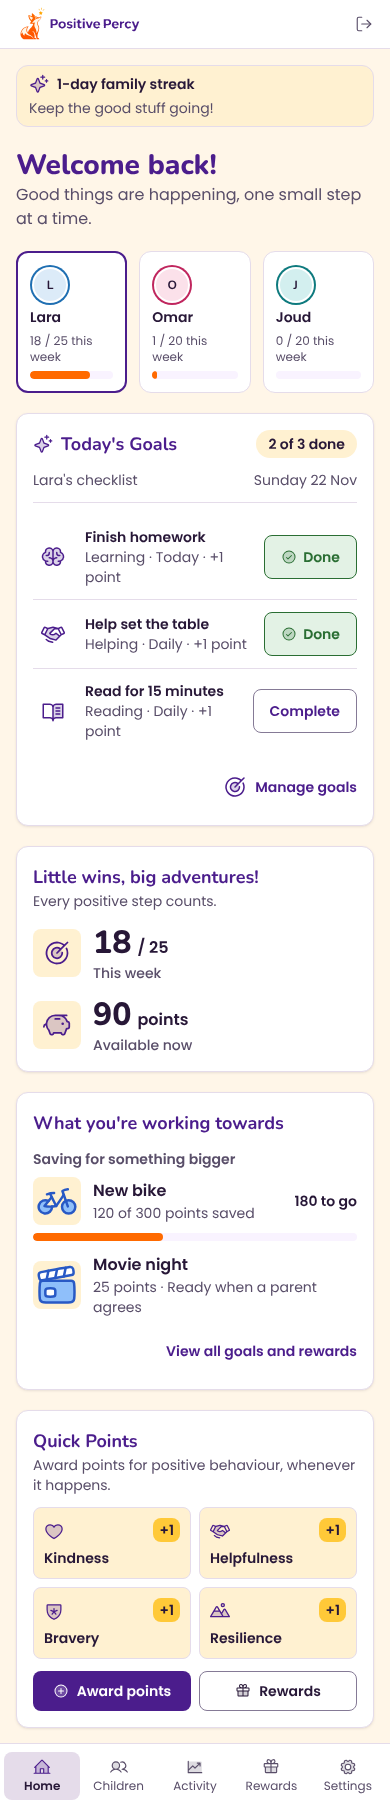 Positive Percy
1-day family streak
Keep the good stuff going!
Welcome back!
Good things are happening, one small step
at a time.
L
Lara
18 / 25 this
week
O
Omar
1 / 20 this
week
J
Joud
0 / 20 this
week
Today's Goals
2 of 3 done
Lara's checklist
Sunday 22 Nov
Finish homework
Learning · Today · +1
point
Done
Help set the table
Helping · Daily · +1 point
Done
Read for 15 minutes
Reading · Daily · +1
point
Complete
Manage goals
Little wins, big adventures!
Every positive step counts.
18 / 25
This week
90 points
Available now
What you're working towards
Saving for something bigger
New bike
120 of 300 points saved
180 to go
Movie night
25 points · Ready when a parent
agrees
View all goals and rewards
Quick Points
Award points for positive behaviour, whenever
it happens.
+1
Kindness
+1
Helpfulness
+1
Bravery
+1
Resilience
Award points
Rewards
Home
Children
Activity
Rewards
Settings